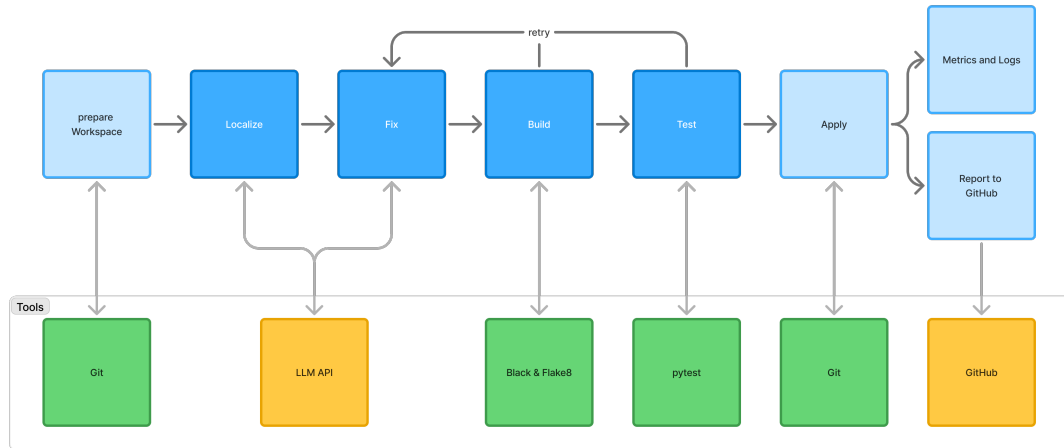 retry
Metrics and Logs
prepare
Workspace
Localize
Fix
Build
Test
Apply
Report to
GitHub
Tools
Git
LLM API
Black & Flake8
pytest
Git
GitHub